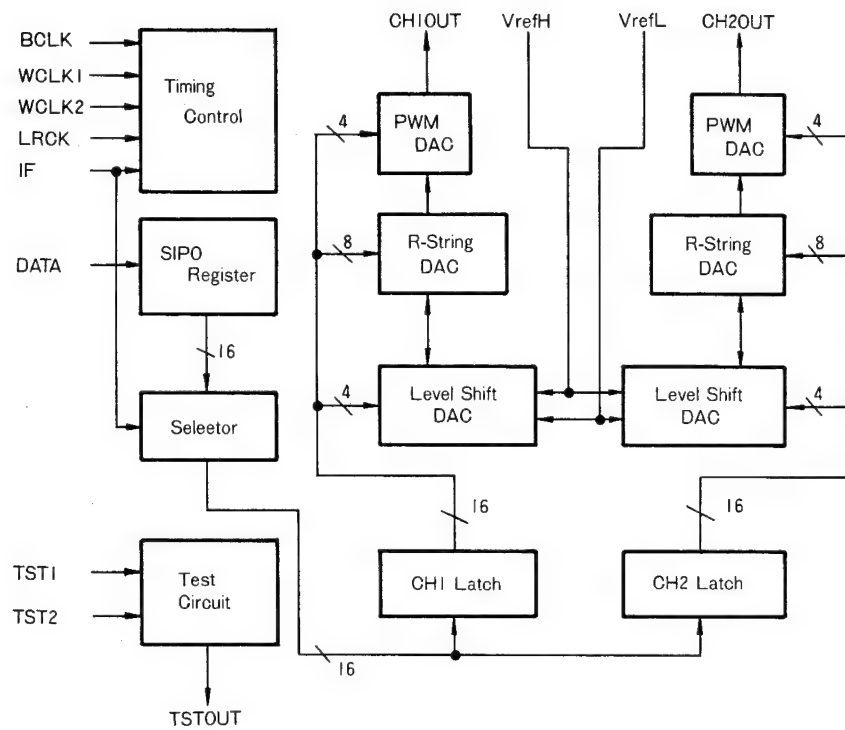 CH1OUT VrefH VrefL CH2OUT
BCLK
WCLK1
WCLK2
LRCK
IF
Timing
Control
PWM
DAC
4
PWM
DAC
4
DATA
SIPO
Register
R-String
DAC
8
R-String
DAC
8
16
Seleetor
Level Shift
DAC
4
Level Shift
DAC
4
16
16
TST1
TST2
Test
Circuit
CH1 Latch
CH2 Latch
16
TSTOUT